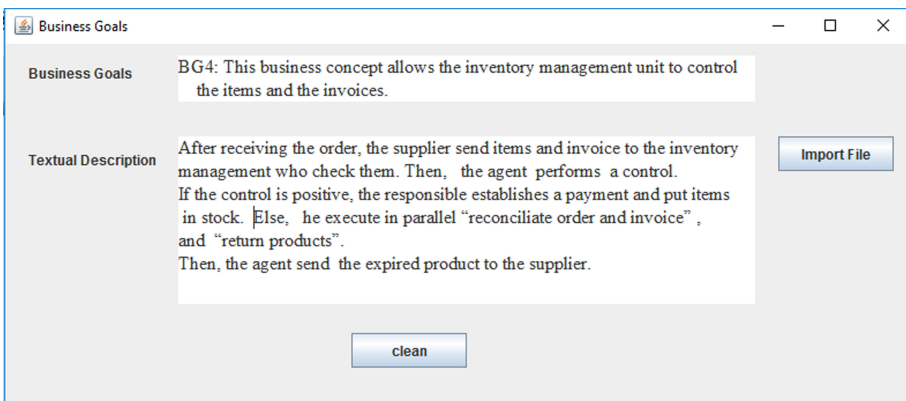 Business Goals
Business Goals
BG4: This business concept allows the inventory management unit to control
the items and the invoices.
Textual Description
After receiving the order, the supplier send items and invoice to the inventory
management who check them. Then, the agent performs a control.
If the control is positive, the responsible establishes a payment and put items
in stock. Else, he execute in parallel “reconciliate order and invoice” ,
and “return products”.
Then, the agent send the expired product to the supplier.
Import File
clean